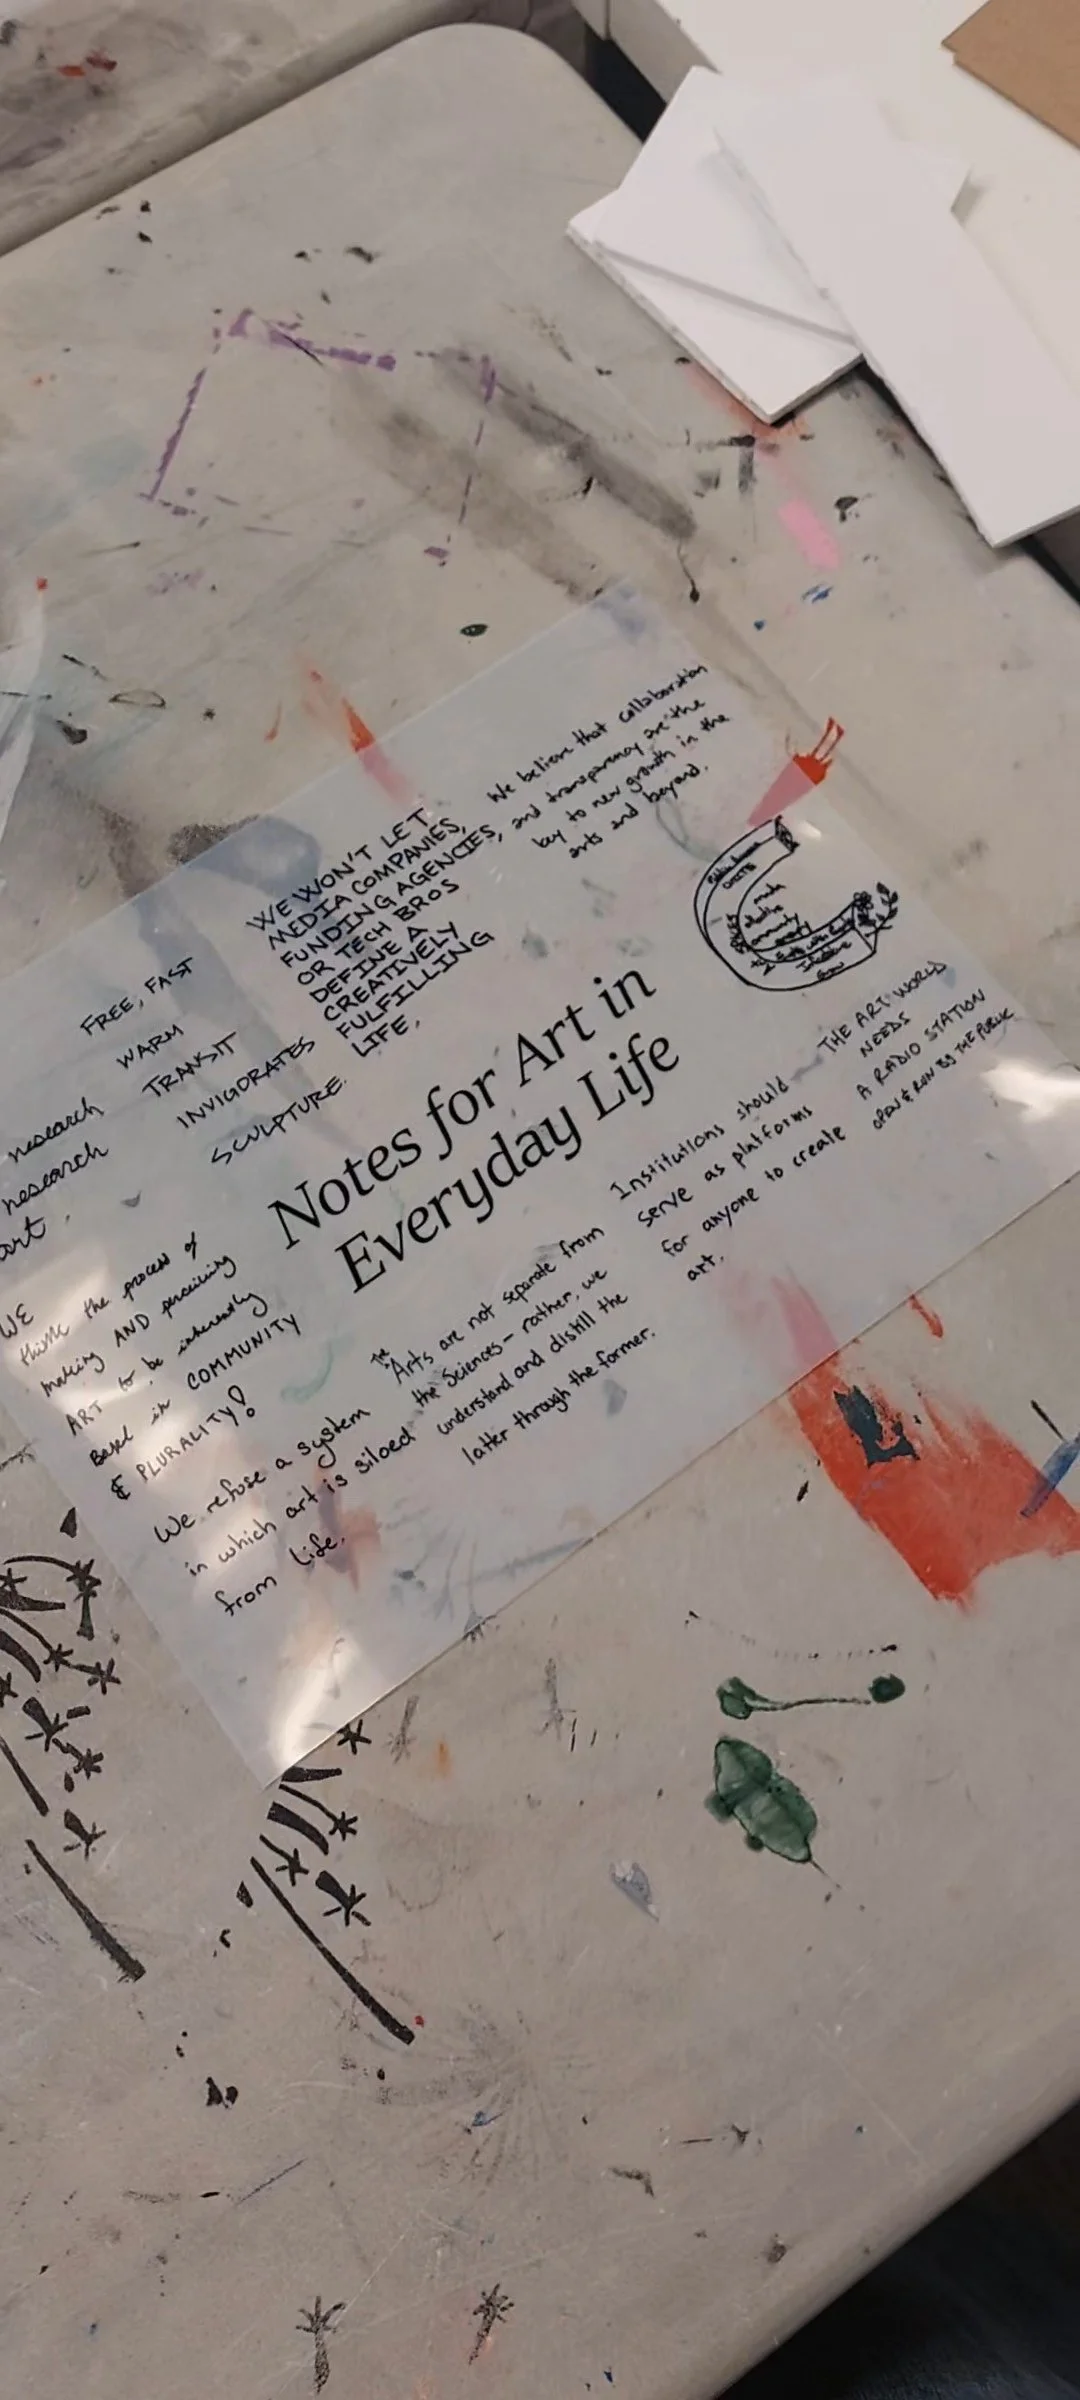 We believe that collaboration
and transparency are the
key to new growth in the
arts and beyond.
WE WON'T LET
MEDIA COMPANIES,
FUNDING AGENCIES,
OR TECH BROS
DEFINE A
CREATIVELY
FULFILLING
LIFE.
FREE, FAST
WARM
TRANSIT
INVIGORATES
SCULPTURE.
research
research
art.
Notes for Art in
Everyday Life
THE ART WORLD
NEEDS
A RADIO STATION
OPEN & RUN BY THE PUBLIC
Institutions should
serve as platforms
for anyone to create
art.
WE
think the process of
making AND perceiving
ART to be inherently
Based in COMMUNITY
& PLURALITY!
The Arts are not separate from
the Sciences - rather, we
understand and distill the
latter through the former.
We refuse a system
in which art is siloed
from life.